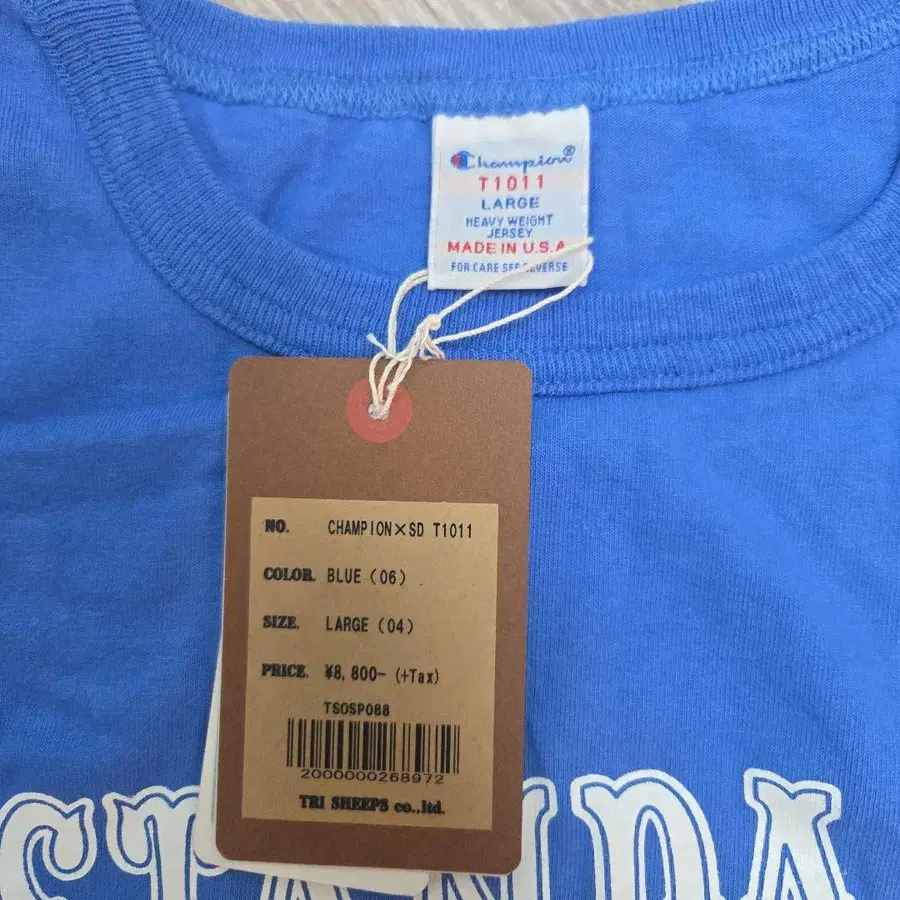 Champion®
T1011
LARGE
HEAVY WEIGHT
JERSEY
MADE IN U.S.A
FOR CARE SEE REVERSE
NO. CHAMPION×SD T1011
COLOR. BLUE (06)
SIZE. LARGE (04)
PRICE. ¥8,800- (+Tax)
TSOSP088
2000000268972
TRI SHEEPS co.,ltd.
STANDA